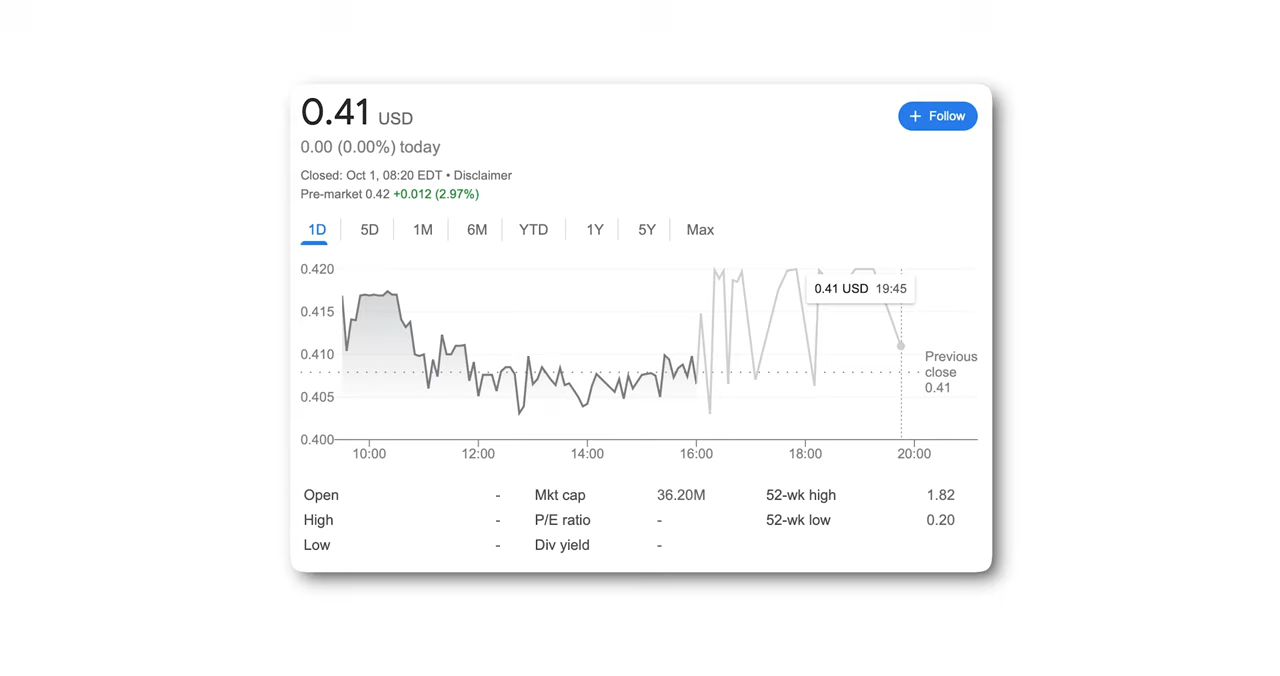 0.41 USD
+ Follow
0.00 (0.00%) today
Closed: Oct 1, 08:20 EDT • Disclaimer
Pre-market 0.42 +0.012 (2.97%)
1D 5D 1M 6M YTD 1Y 5Y Max
0.420
0.41 USD 19:45
0.415
0.410
Previous
close
0.41
0.405
0.400
10:00 12:00 14:00 16:00 18:00 20:00
Open - Mkt cap 36.20M 52-wk high 1.82
High - P/E ratio - 52-wk low 0.20
Low - Div yield -